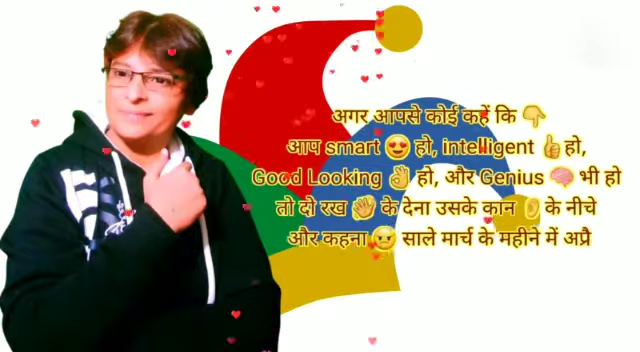 अगर आपसे कोई कहें कि 👇
आप smart 😍 हो, intelligent 👍 हो,
Good Looking 👌 हो, और Genius 🧠 भी हो
तो दो रख 👋 के देना उसके कान 👂 के नीचे
और कहना 😡 साले मार्च के महीने में अप्रै